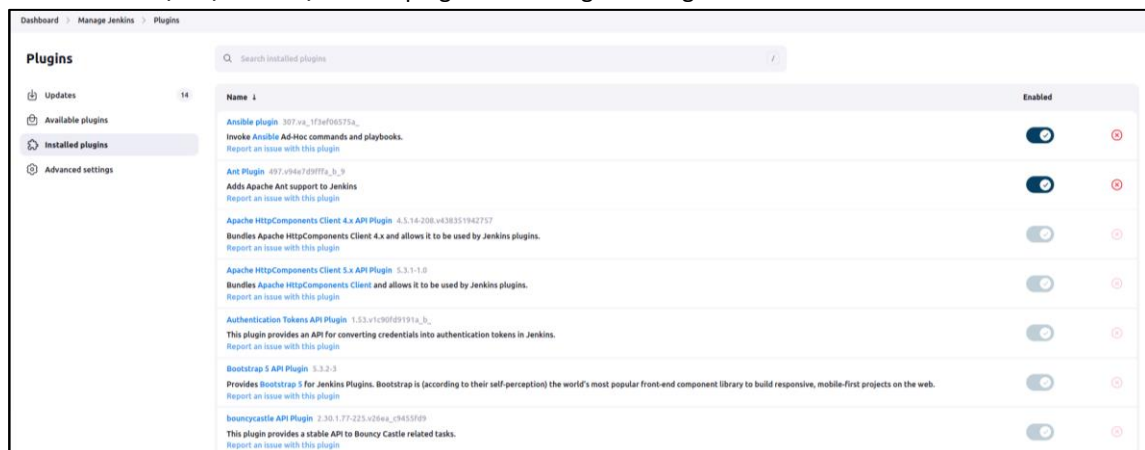 Dashboard > Manage Jenkins > Plugins
Plugins
Search installed plugins /
Updates 14
Available plugins
Installed plugins
Advanced settings
Name ↓ Enabled
Ansible plugin 307.va_1f3ef06575a_
Invoke Ansible Ad-Hoc commands and playbooks.
Report an issue with this plugin
Ant Plugin 497.v94e7d9fffa_b_9
Adds Apache Ant support to Jenkins
Report an issue with this plugin
Apache HttpComponents Client 4.x API Plugin 4.5.14-208.v438351942757
Bundles Apache HttpComponents Client 4.x and allows it to be used by Jenkins plugins.
Report an issue with this plugin
Apache HttpComponents Client 5.x API Plugin 5.3.1-1.0
Bundles Apache HttpComponents Client and allows it to be used by Jenkins plugins.
Report an issue with this plugin
Authentication Tokens API Plugin 1.53.v1c90fd9191a_b_
This plugin provides an API for converting credentials into authentication tokens in Jenkins.
Report an issue with this plugin
Bootstrap 5 API Plugin 5.3.2-3
Provides Bootstrap 5 for Jenkins Plugins. Bootstrap is (according to their self-perception) the world's most popular front-end component library to build responsive, mobile-first projects on the web.
Report an issue with this plugin
bouncycastle API Plugin 2.30.1.77-225.v26ea_c9455fd9
This plugin provides a stable API to Bouncy Castle related tasks.
Report an issue with this plugin